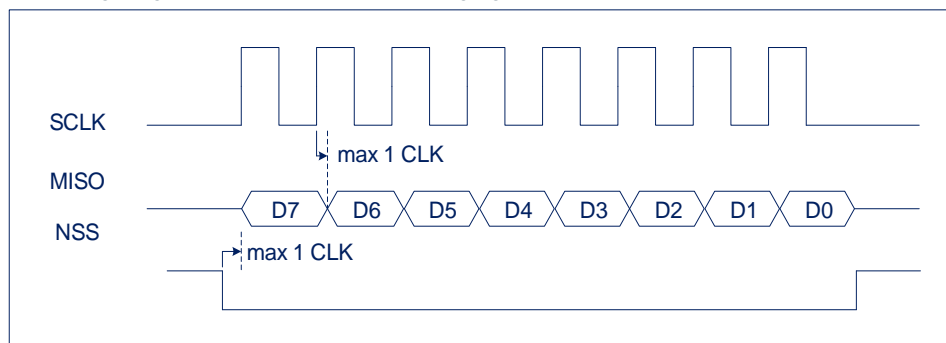 SCLK
max 1 CLK
MISO
D7 D6 D5 D4 D3 D2 D1 D0
NSS
max 1 CLK